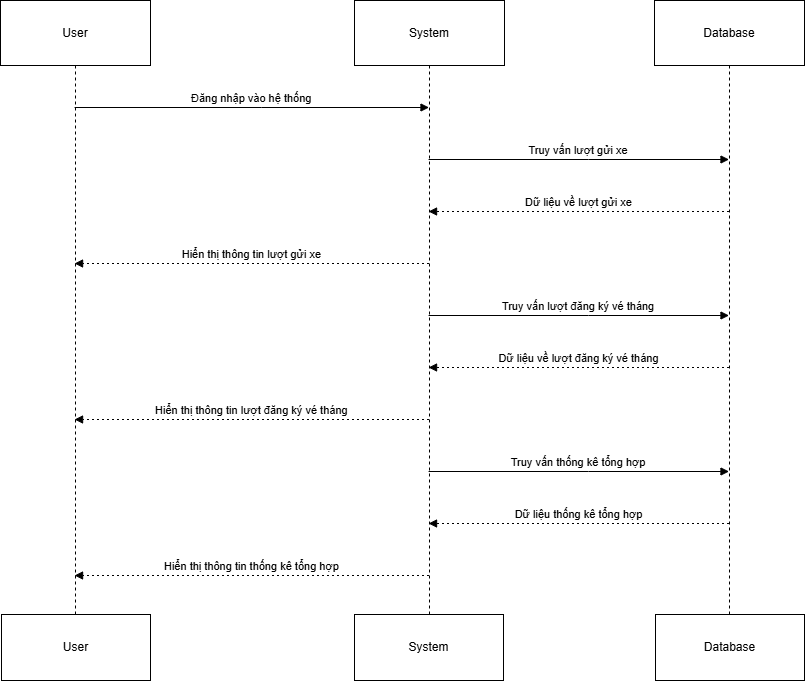 User
System
Database
Đăng nhập vào hệ thống
Truy vấn lượt gửi xe
Dữ liệu về lượt gửi xe
Hiển thị thông tin lượt gửi xe
Truy vấn lượt đăng ký vé tháng
Dữ liệu về lượt đăng ký vé tháng
Hiển thị thông tin lượt đăng ký vé tháng
Truy vấn thống kê tổng hợp
Dữ liệu thống kê tổng hợp
Hiển thị thông tin thống kê tổng hợp
User
System
Database